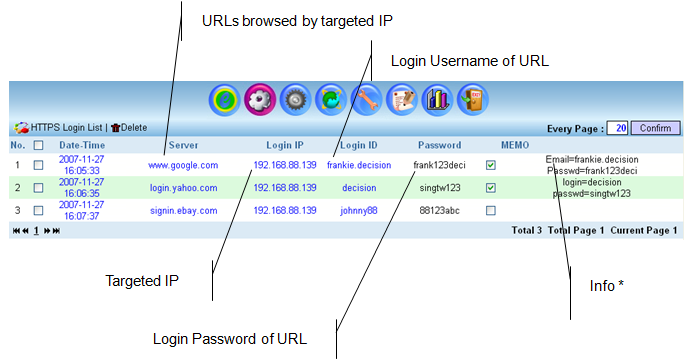 URLs browsed by targeted IP
Login Username of URL
HTTPS Login List | Delete Every Page : 20 Confirm
No. Date-Time Server Login IP Login ID Password MEMO
1 2007-11-27 16:05:33 www.google.com 192.168.88.139 frankie.decision frank123deci Email=frankie.decision Passwd=frank123deci
2 2007-11-27 16:06:35 login.yahoo.com 192.168.88.139 decision singtw123 login=decision passwd=singtw123
3 2007-11-27 16:07:37 signin.ebay.com 192.168.88.139 johnny88 88123abc
1 Total 3 Total Page 1 Current Page 1
Targeted IP
Info *
Login Password of URL